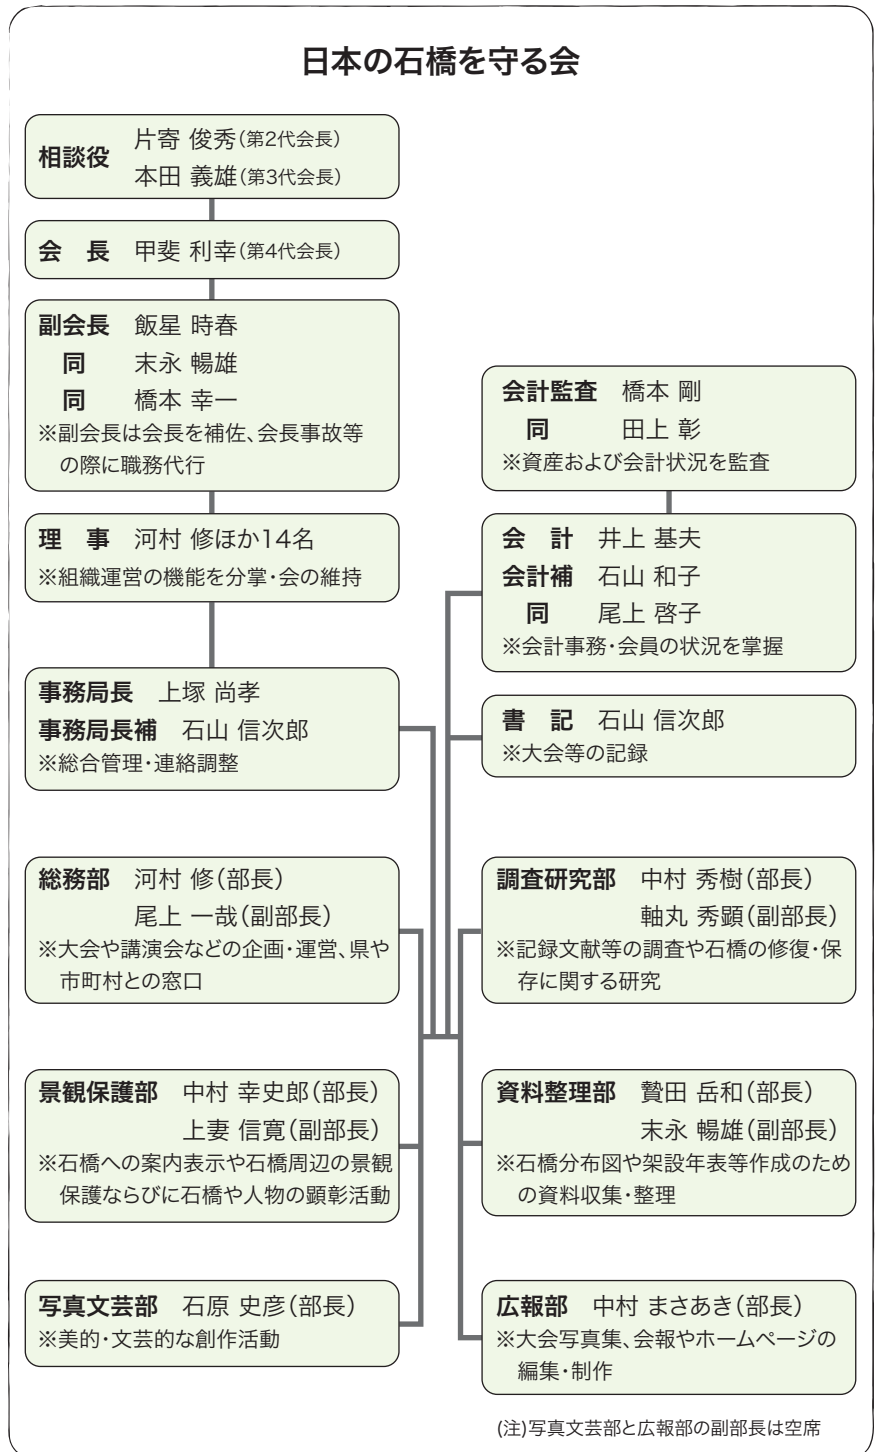 日本の石橋を守る会
相談役 片寄 俊秀(第2代会長)
本田 義雄(第3代会長)
会 長 甲斐 利幸(第4代会長)
副会長 飯星 時春
同 末永 暢雄
同 橋本 幸一
※副会長は会長を補佐、会長事故等
の際に職務代行
理 事 河村 修ほか14名
※組織運営の機能を分掌・会の維持
事務局長 上塚 尚孝
事務局長補 石山 信次郎
※総合管理・連絡調整
会計監査 橋本 剛
同 田上 彰
※資産および会計状況を監査
会 計 井上 基夫
会計補 石山 和子
同 尾上 啓子
※会計事務・会員の状況を掌握
書 記 石山 信次郎
※大会等の記録
総務部 河村 修(部長)
尾上 一哉(副部長)
※大会や講演会などの企画・運営、県や
市町村との窓口
景観保護部 中村 幸史郎(部長)
上妻 信寛(副部長)
※石橋への案内表示や石橋周辺の景観
保護ならびに石橋や人物の顕彰活動
写真文芸部 石原 史彦(部長)
※美的・文芸的な創作活動
調査研究部 中村 秀樹(部長)
軸丸 秀顕(副部長)
※記録文献等の調査や石橋の修復・保
存に関する研究
資料整理部 贄田 岳和(部長)
末永 暢雄(副部長)
※石橋分布図や架設年表等作成のため
の資料収集・整理
広報部 中村 まさあき(部長)
※大会写真集、会報やホームページの
編集・制作
(注)写真文芸部と広報部の副部長は空席